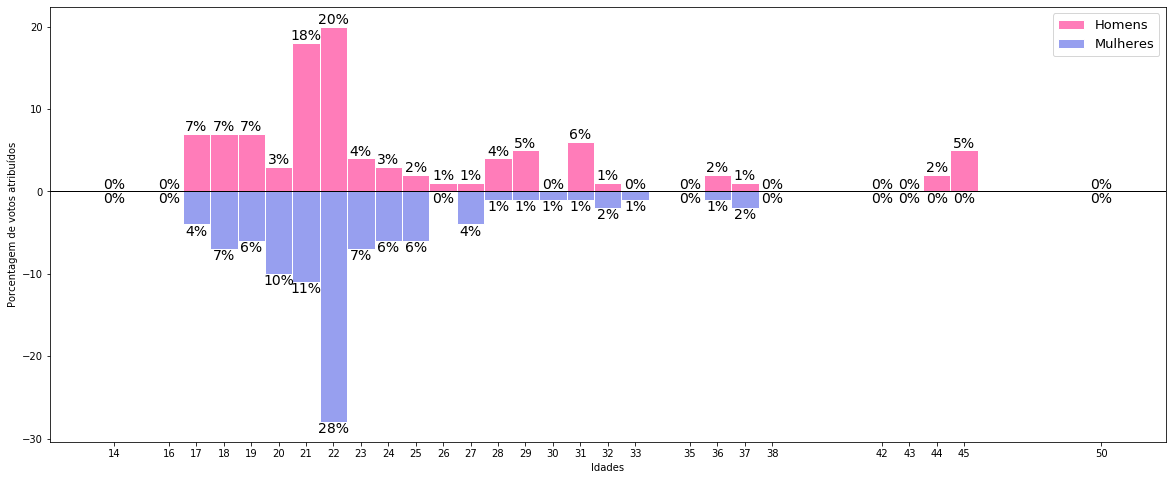 Homens
Mulheres
Porcentagem de votos atribuídos
20
10
0
−10
−20
−30
0% 0% 7% 7% 7% 3% 18% 20% 4% 3% 2% 1% 1% 4% 5% 0% 6% 1% 0% 0% 2% 1% 0% 0% 0% 2% 5% 0%
0% 0% 4% 7% 6% 10% 11% 28% 7% 6% 6% 0% 4% 1% 1% 1% 1% 2% 1% 0% 1% 2% 0% 0% 0% 0% 0% 0%
14 16 17 18 19 20 21 22 23 24 25 26 27 28 29 30 31 32 33 35 36 37 38 42 43 44 45 50
Idades